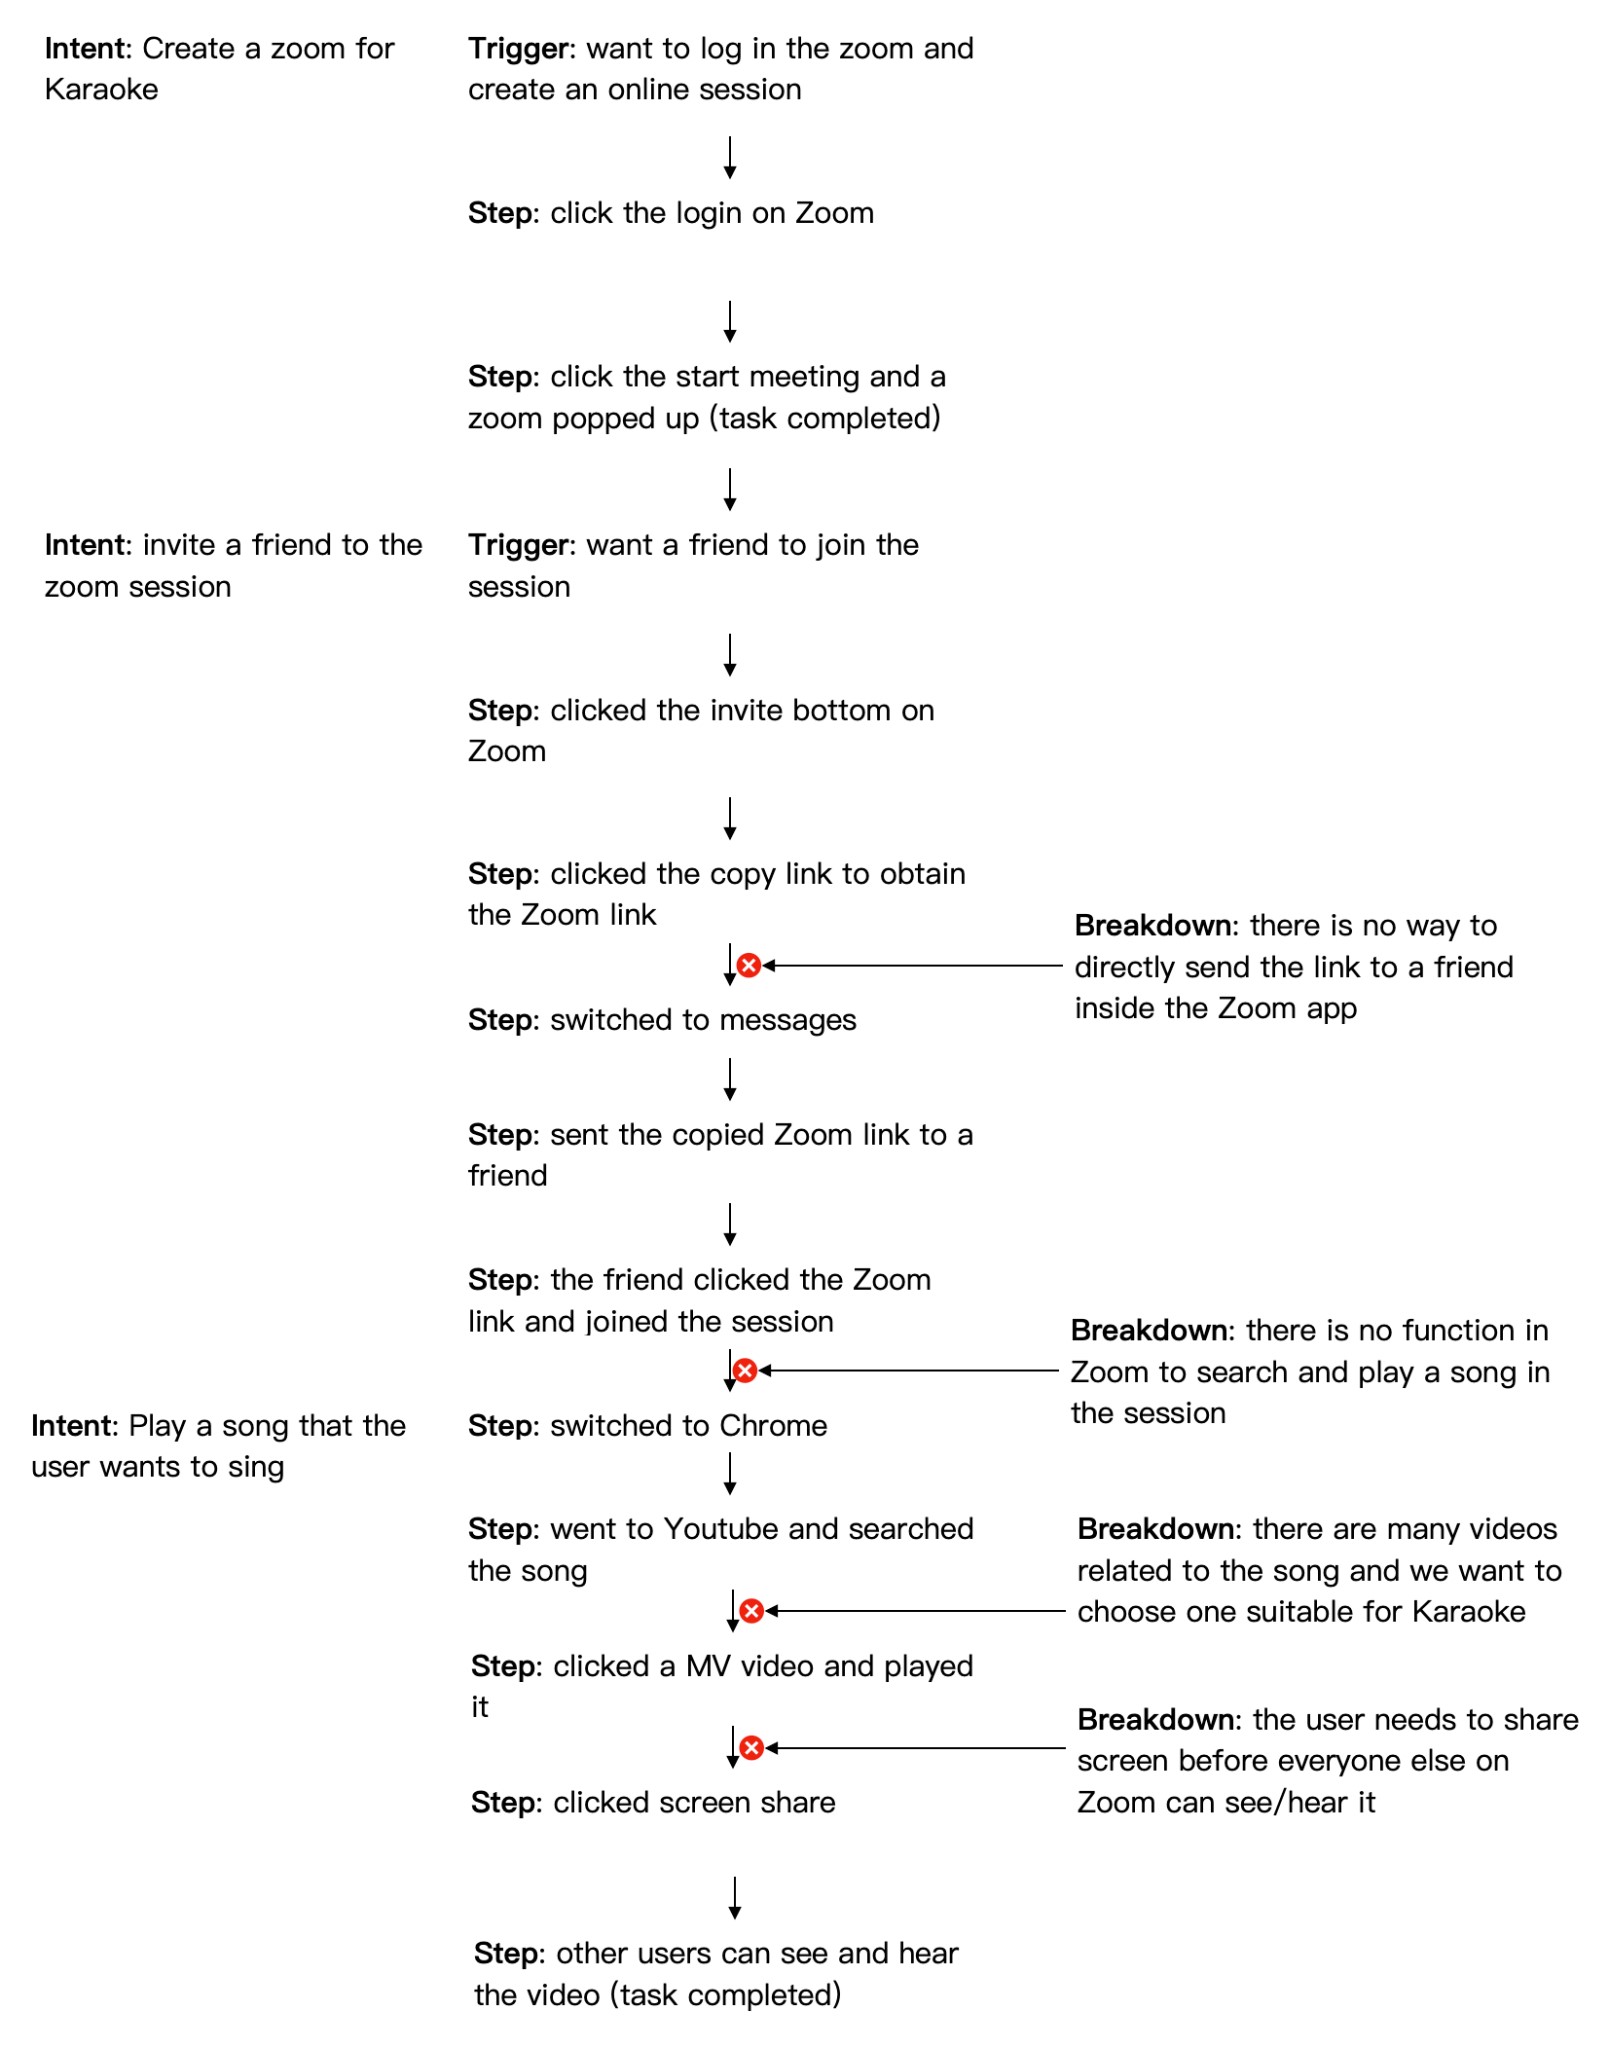 Intent: Create a zoom for
Karaoke
Trigger: want to log in the zoom and
create an online session
Step: click the login on Zoom
Step: click the start meeting and a
zoom popped up (task completed)
Intent: invite a friend to the
zoom session
Trigger: want a friend to join the
session
Step: clicked the invite bottom on
Zoom
Step: clicked the copy link to obtain
the Zoom link
Breakdown: there is no way to
directly send the link to a friend
inside the Zoom app
Step: switched to messages
Step: sent the copied Zoom link to a
friend
Step: the friend clicked the Zoom
link and joined the session
Breakdown: there is no function in
Zoom to search and play a song in
the session
Intent: Play a song that the
user wants to sing
Step: switched to Chrome
Step: went to Youtube and searched
the song
Breakdown: there are many videos
related to the song and we want to
choose one suitable for Karaoke
Step: clicked a MV video and played
it
Breakdown: the user needs to share
screen before everyone else on
Zoom can see/hear it
Step: clicked screen share
Step: other users can see and hear
the video (task completed)